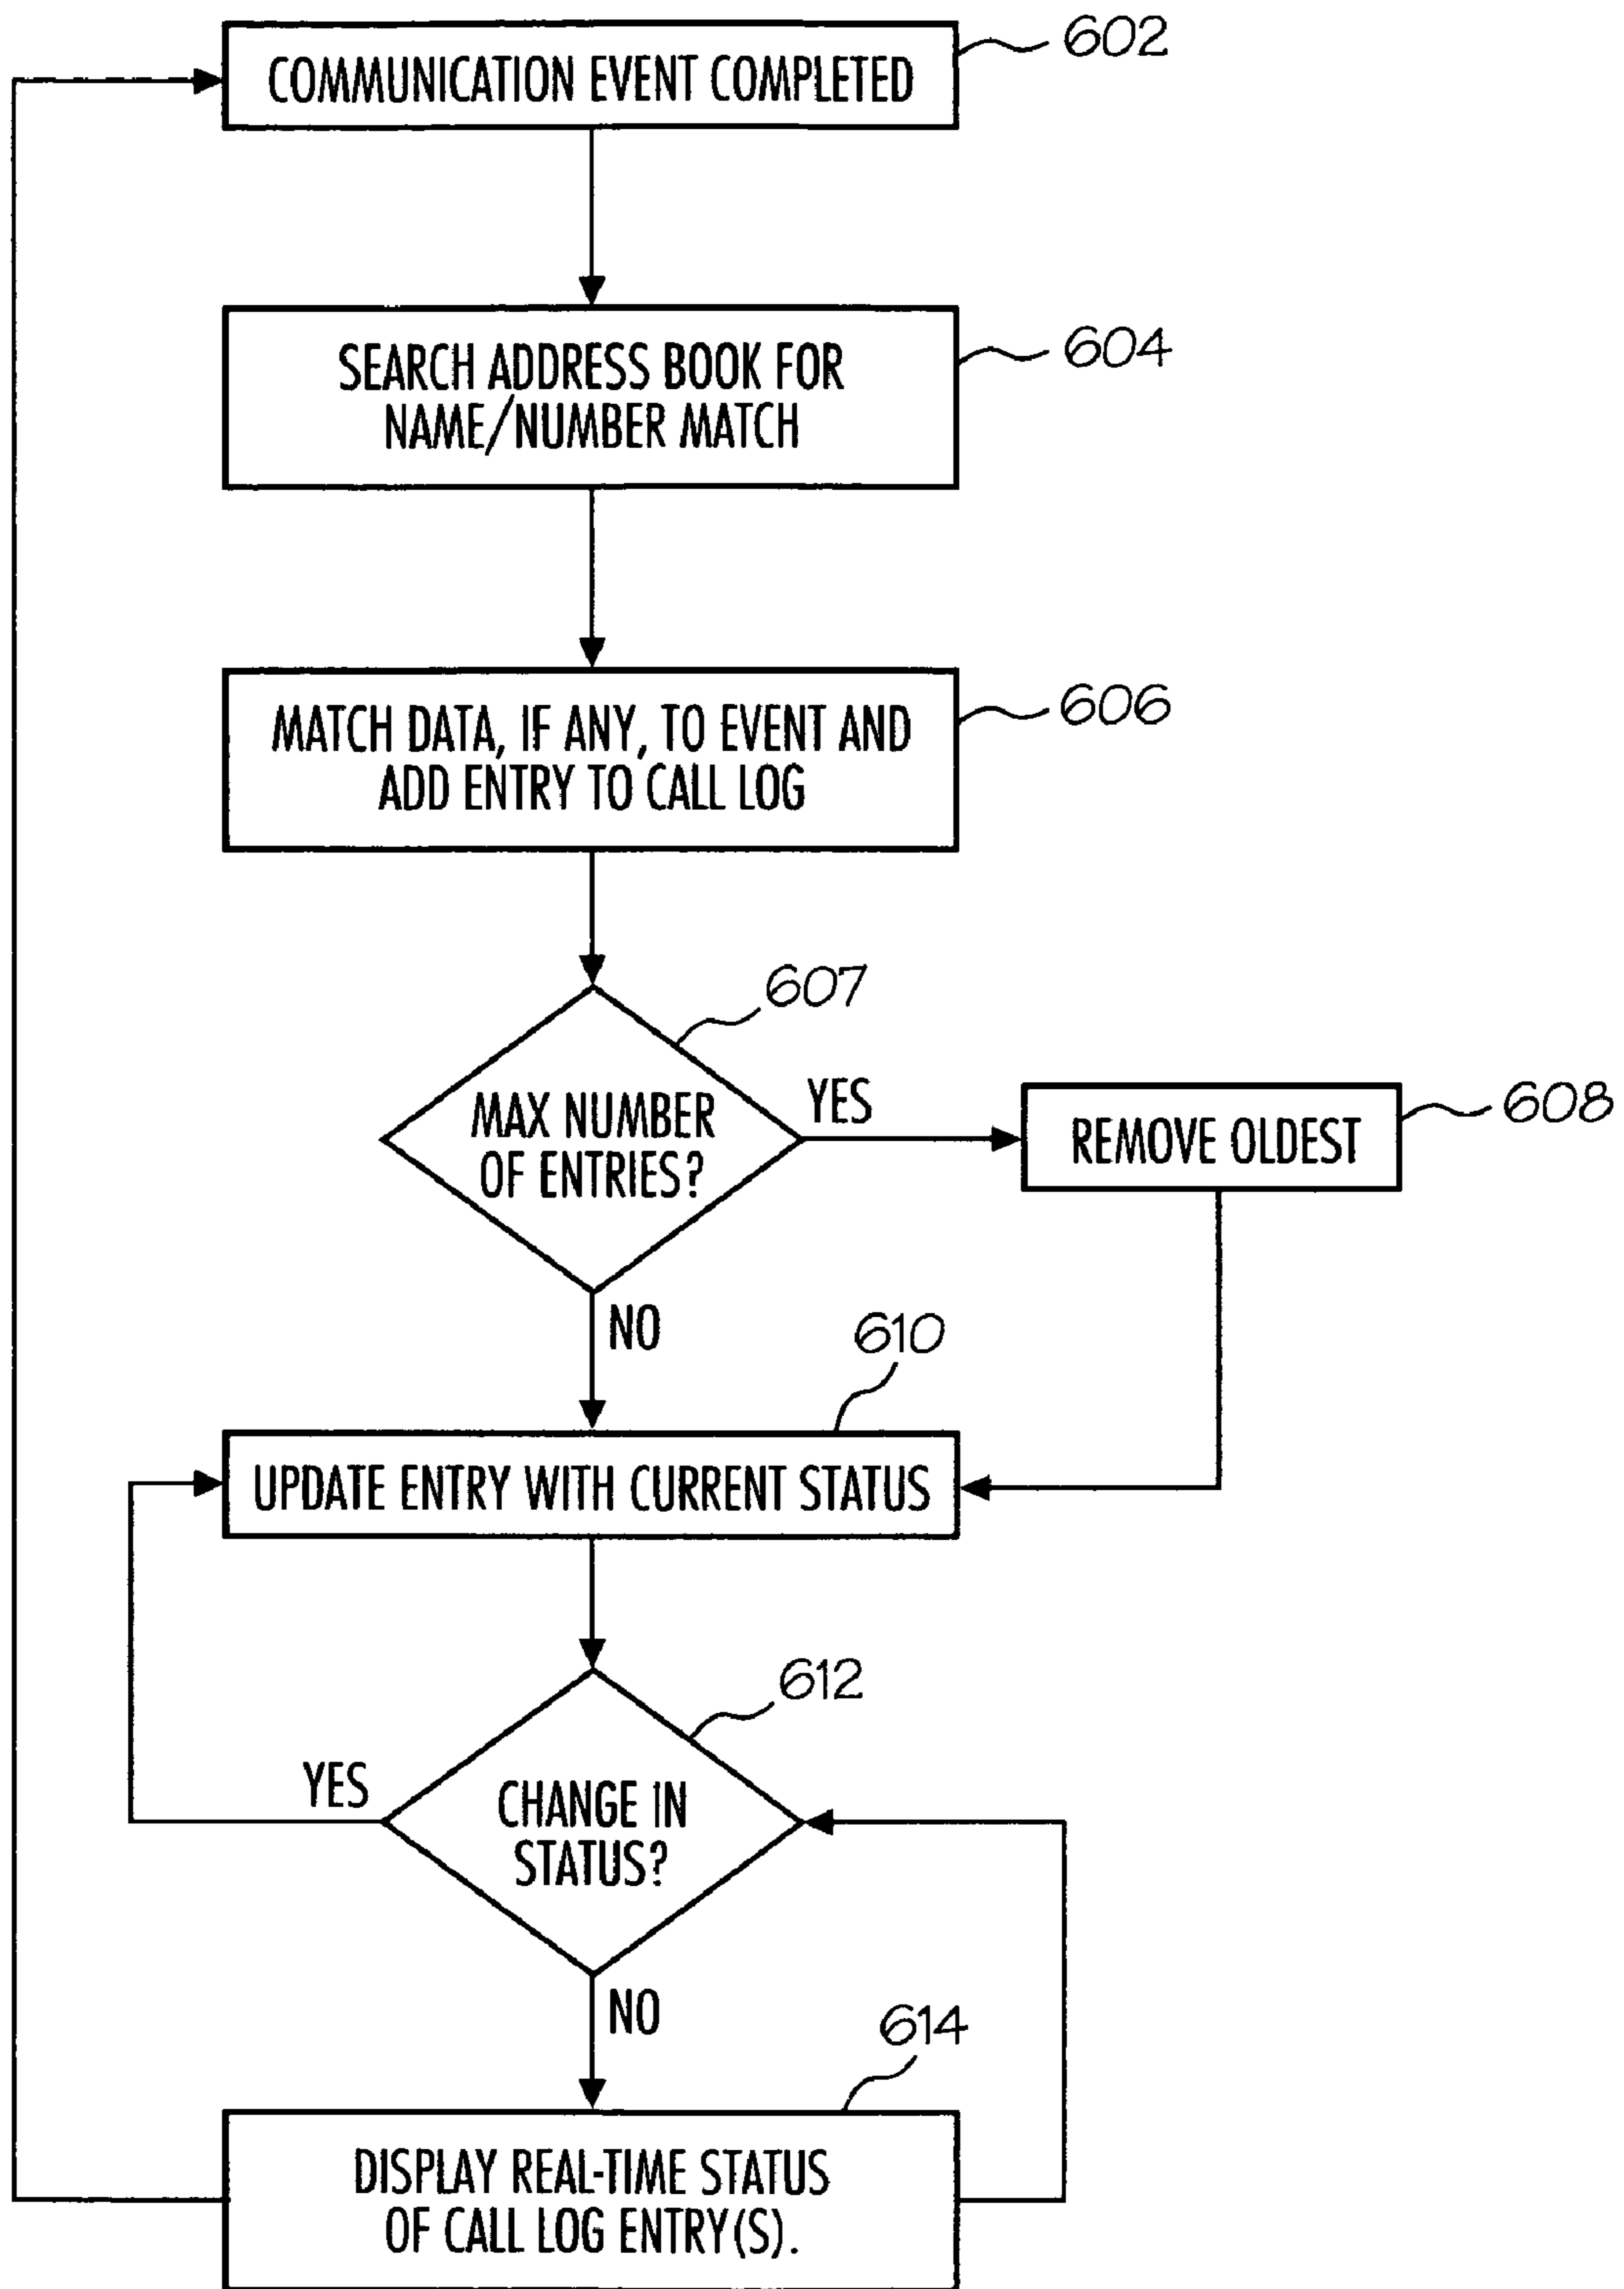 602
COMMUNICATION EVENT COMPLETED
604
SEARCH ADDRESS BOOK FOR
NAME/NUMBER MATCH
606
MATCH DATA, IF ANY, TO EVENT AND
ADD ENTRY TO CALL LOG
607
MAX NUMBER
OF ENTRIES?
YES
608
REMOVE OLDEST
NO
610
UPDATE ENTRY WITH CURRENT STATUS
612
YES
CHANGE IN
STATUS?
NO
614
DISPLAY REAL-TIME STATUS
OF CALL LOG ENTRY(S).